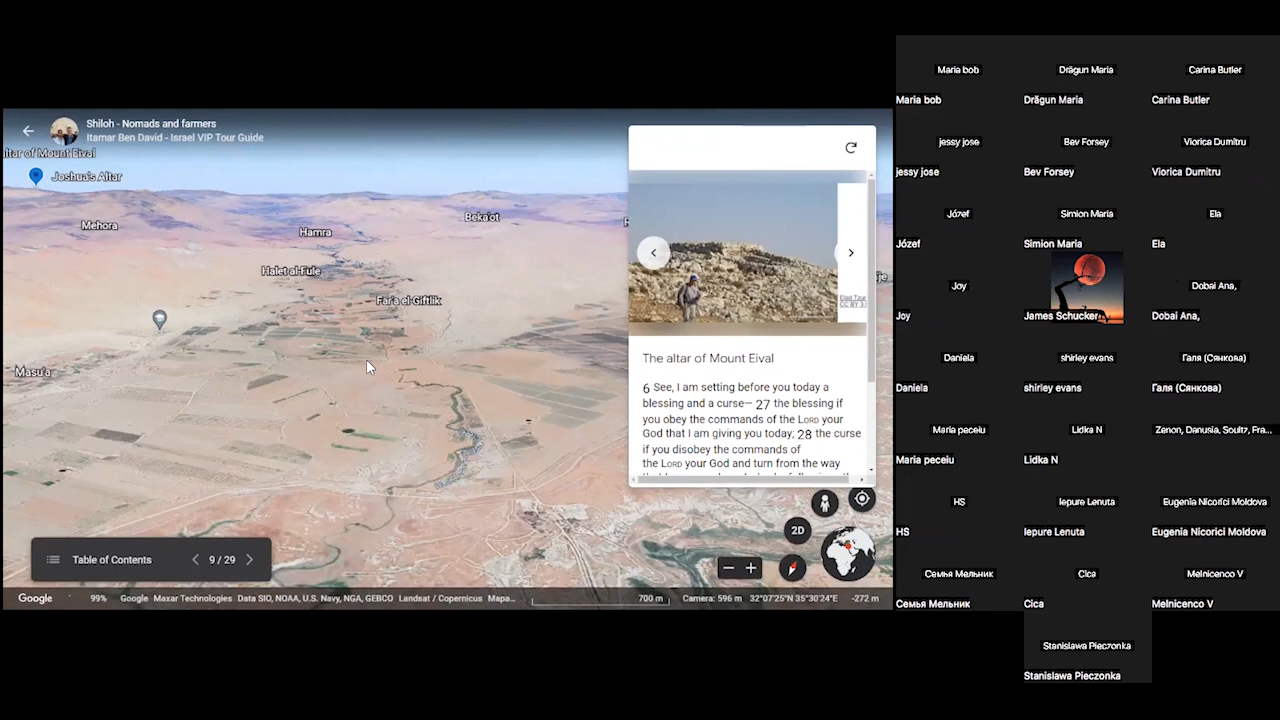 Shiloh - Nomads and farmers
Itamar Ben David - Israel VIP Tour Guide
altar of Mount Eival
Joshua's Altar
Mehora
Hamra
Beka'ot
Halet al-Fule
Far'a el-Giftlik
Masu'a
The altar of Mount Eival
6 See, I am setting before you today a
blessing and a curse— 27 the blessing if
you obey the commands of the LORD your
God that I am giving you today; 28 the curse
if you disobey the commands of
the LORD your God and turn from the way
2D
Table of Contents
9 / 29
Google
99%
Google Maxar Technologies Data SIO, NOAA, U.S. Navy, NGA, GEBCO Landsat / Copernicus Mapa...
700 m
Camera: 596 m 32°07'25"N 35°30'24"E
-272 m
Maria bob
Drăgun Maria
Carina Butler
Maria bob
Drăgun Maria
Carina Butler
jessy jose
Bev Forsey
Viorica Dumitru
jessy jose
Bev Forsey
Viorica Dumitru
Józef
Simion Maria
Ela
Józef
Simion Maria
Ela
Joy
Dobai Ana,
Joy
James Schucker
Dobai Ana,
Daniela
shirley evans
Галя (Сянкова)
Daniela
shirley evans
Галя (Сянкова)
Maria peceiu
Lidka N
Zenon, Danusia, Soult7, Fra...
Maria peceiu
Lidka N
HS
Iepure Lenuta
Eugenia Nicorici Moldova
HS
Iepure Lenuta
Eugenia Nicorici Moldova
Семья Мельник
Cica
Melnicenco V
Семья Мельник
Cica
Melnicenco V
Stanislawa Pieczonka
Stanislawa Pieczonka